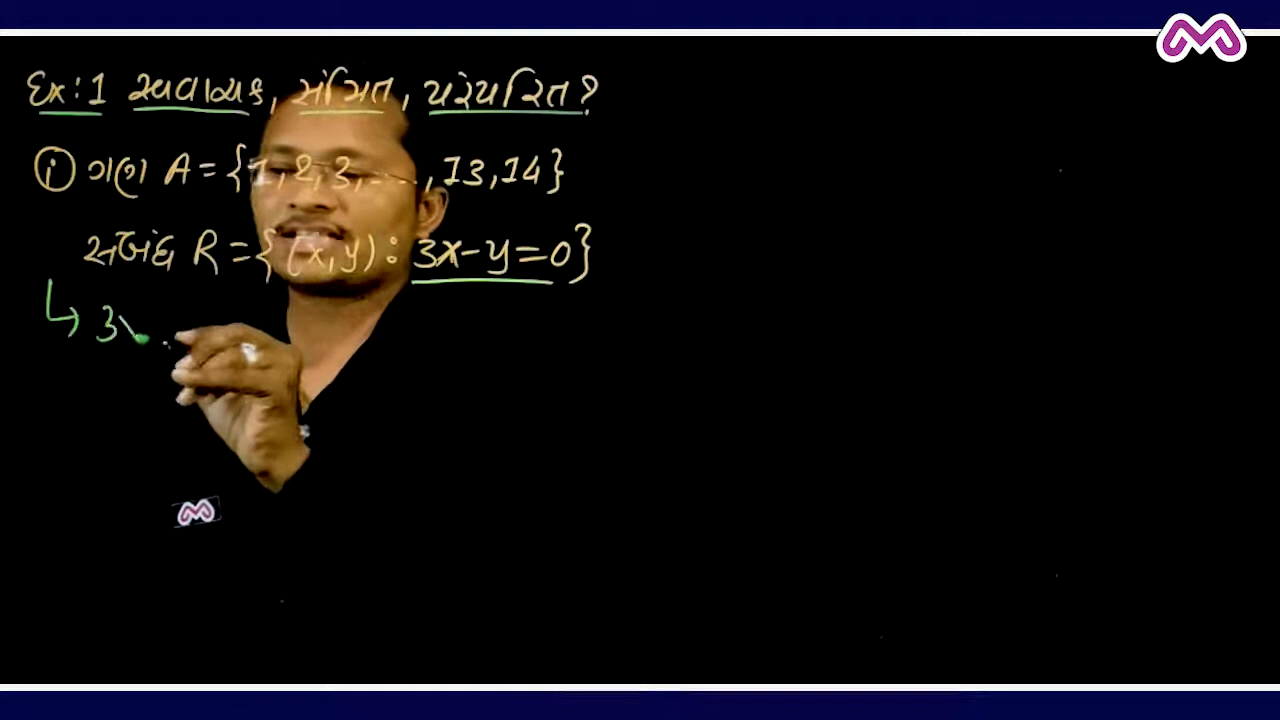 Ex:1 સ્વવાચક, સંમિત, પરંપરિત?
(i) ગણ A = {1, 2, 3, ...., 13, 14}
સંબંધ R = {(x, y) : 3x - y = 0}
↳ 3